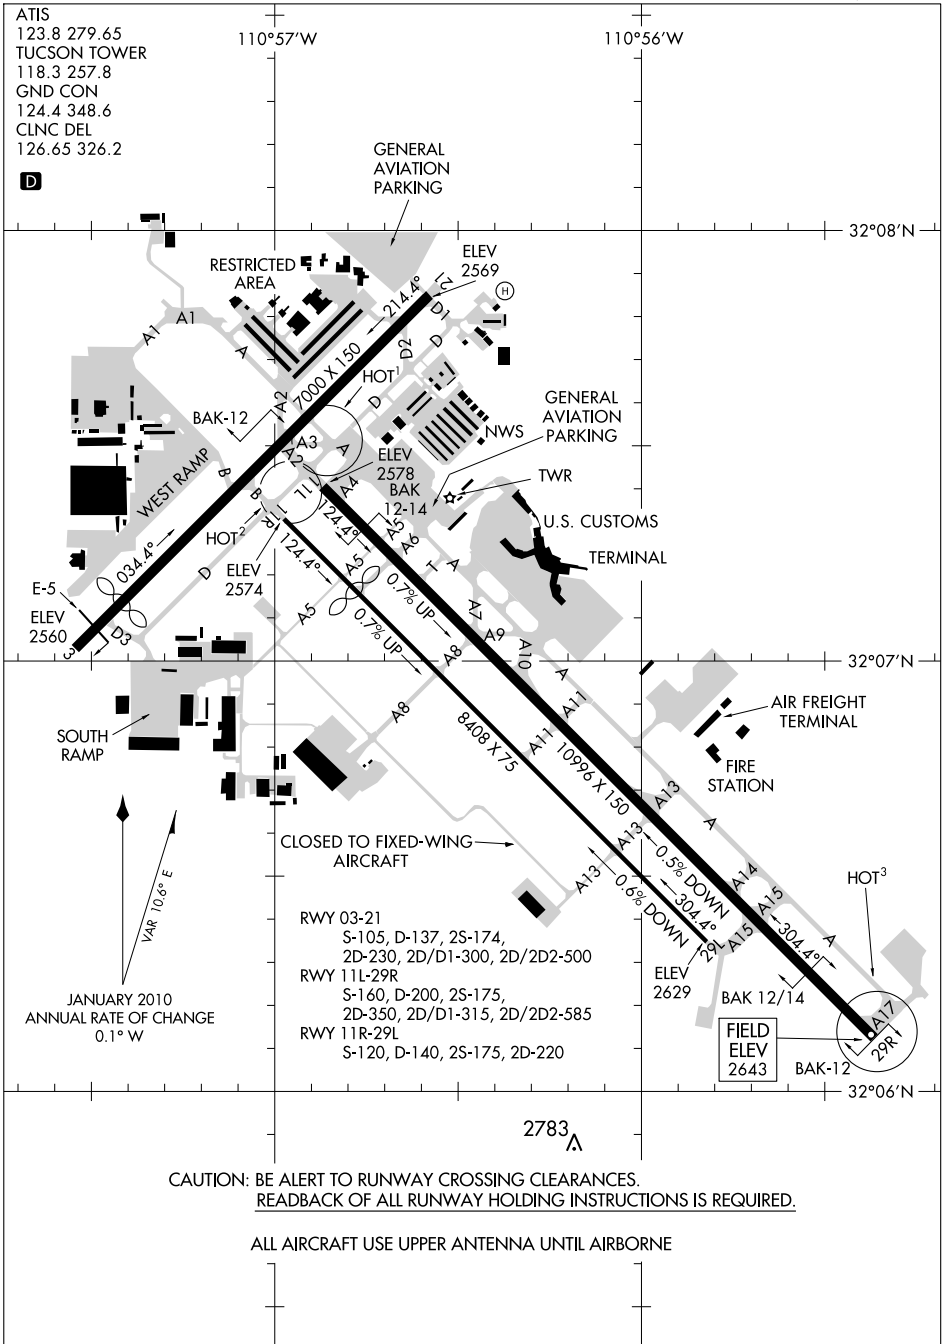 ATIS
123.8 279.65
TUCSON TOWER
118.3 257.8
GND CON
124.4 348.6
CLNC DEL
126.65 326.2
D
110°57'W
110°56'W
GENERAL
AVIATION
PARKING
32°08'N
RESTRICTED
AREA
ELEV
2569
H
21
D1
214.4°
A1
A1
A
D2
D
7000 X 150
HOT1
A2
D
BAK-12
GENERAL
AVIATION
PARKING
NWS
A3
A
A2
ELEV
2578
WEST RAMP
B
B
A4
BAK
12-14
TWR
11L
11R
HOT2
124.4°
A5
A6
U.S. CUSTOMS
TERMINAL
034.4°
D
ELEV
2574
124.4°
A5
T
A
0.7% UP
E-5
ELEV
2560
D3
3
A5
0.7% UP
A7
A9
A8
A10
32°07'N
A
A11
A8
A11
AIR FREIGHT
TERMINAL
SOUTH
RAMP
8408 X 75
10996 X 150
FIRE
STATION
A13
A
CLOSED TO FIXED-WING
AIRCRAFT
A13
0.5% DOWN
A13
0.6% DOWN
A14
A15
HOT3
VAR 10.6° E
304.4°
304.4°
A
29L
A15
RWY 03-21
S-105, D-137, 2S-174,
2D-230, 2D/D1-300, 2D/2D2-500
RWY 11L-29R
S-160, D-200, 2S-175,
2D-350, 2D/D1-315, 2D/2D2-585
RWY 11R-29L
S-120, D-140, 2S-175, 2D-220
ELEV
2629
BAK 12/14
JANUARY 2010
ANNUAL RATE OF CHANGE
0.1° W
FIELD
ELEV
2643
A17
29R
BAK-12
32°06'N
2783
CAUTION: BE ALERT TO RUNWAY CROSSING CLEARANCES.
READBACK OF ALL RUNWAY HOLDING INSTRUCTIONS IS REQUIRED.
ALL AIRCRAFT USE UPPER ANTENNA UNTIL AIRBORNE